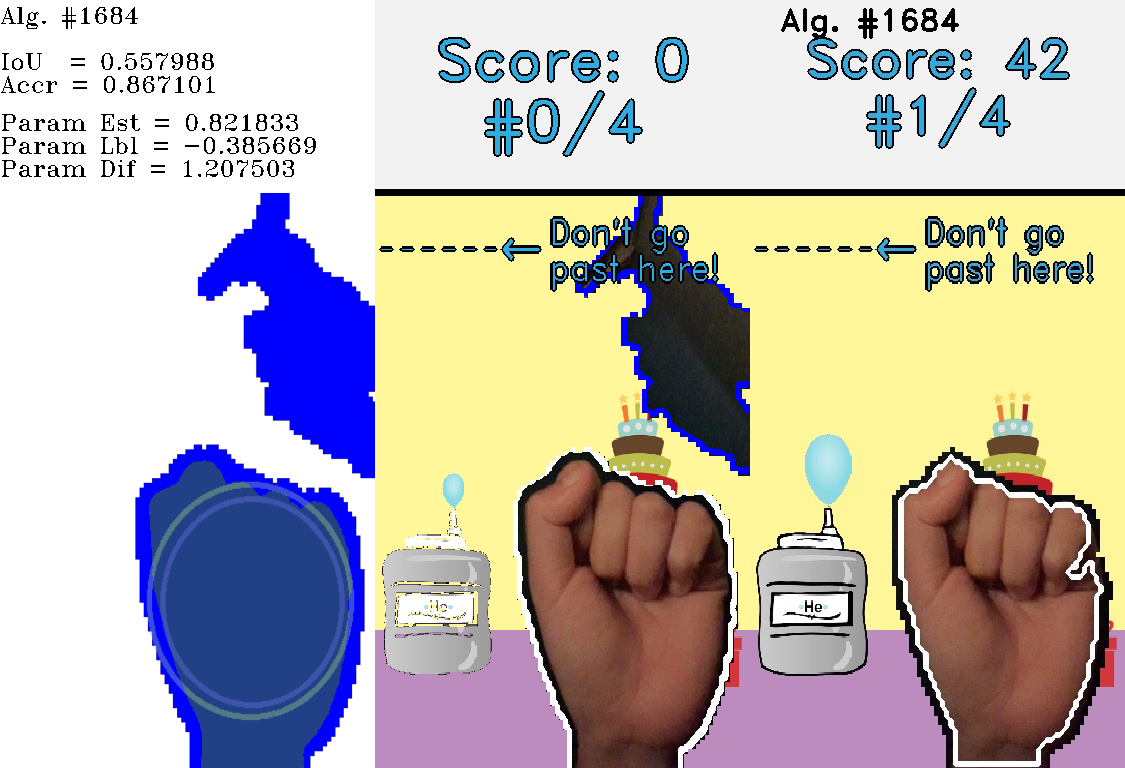 Alg. #1684
IoU = 0.557988
Accr = 0.867101
Param Est = 0.821833
Param Lbl = −0.385669
Param Dif = 1.207503
Score: 0
#0/4
Don't go
past here!
He
Alg. #1684
Score: 42
#1/4
Don't go
past here!
He